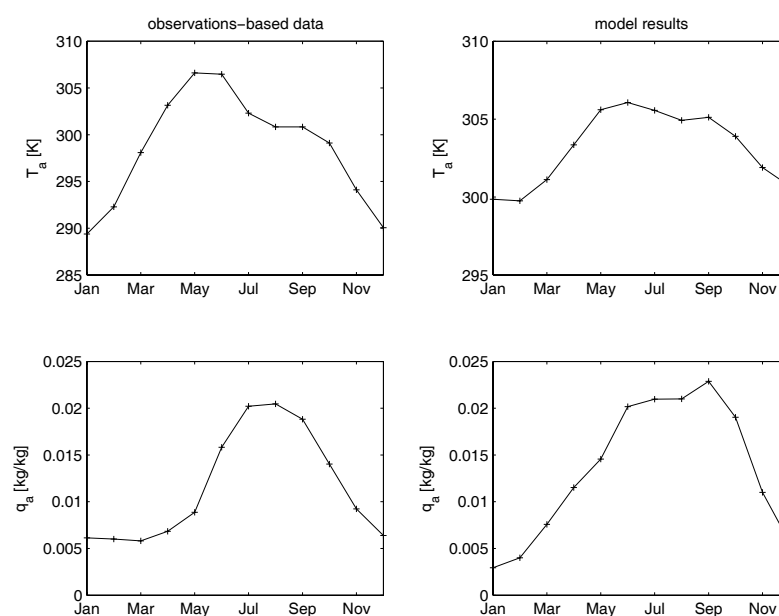 observations−based data
310
305
300
295
290
285
T_a [K]
Jan Mar May Jul Sep Nov
model results
310
305
300
295
T_a [K]
Jan Mar May Jul Sep Nov
0.025
0.02
0.015
0.01
0.005
0
q_a [kg/kg]
Jan Mar May Jul Sep Nov
0.025
0.02
0.015
0.01
0.005
0
q_a [kg/kg]
Jan Mar May Jul Sep Nov